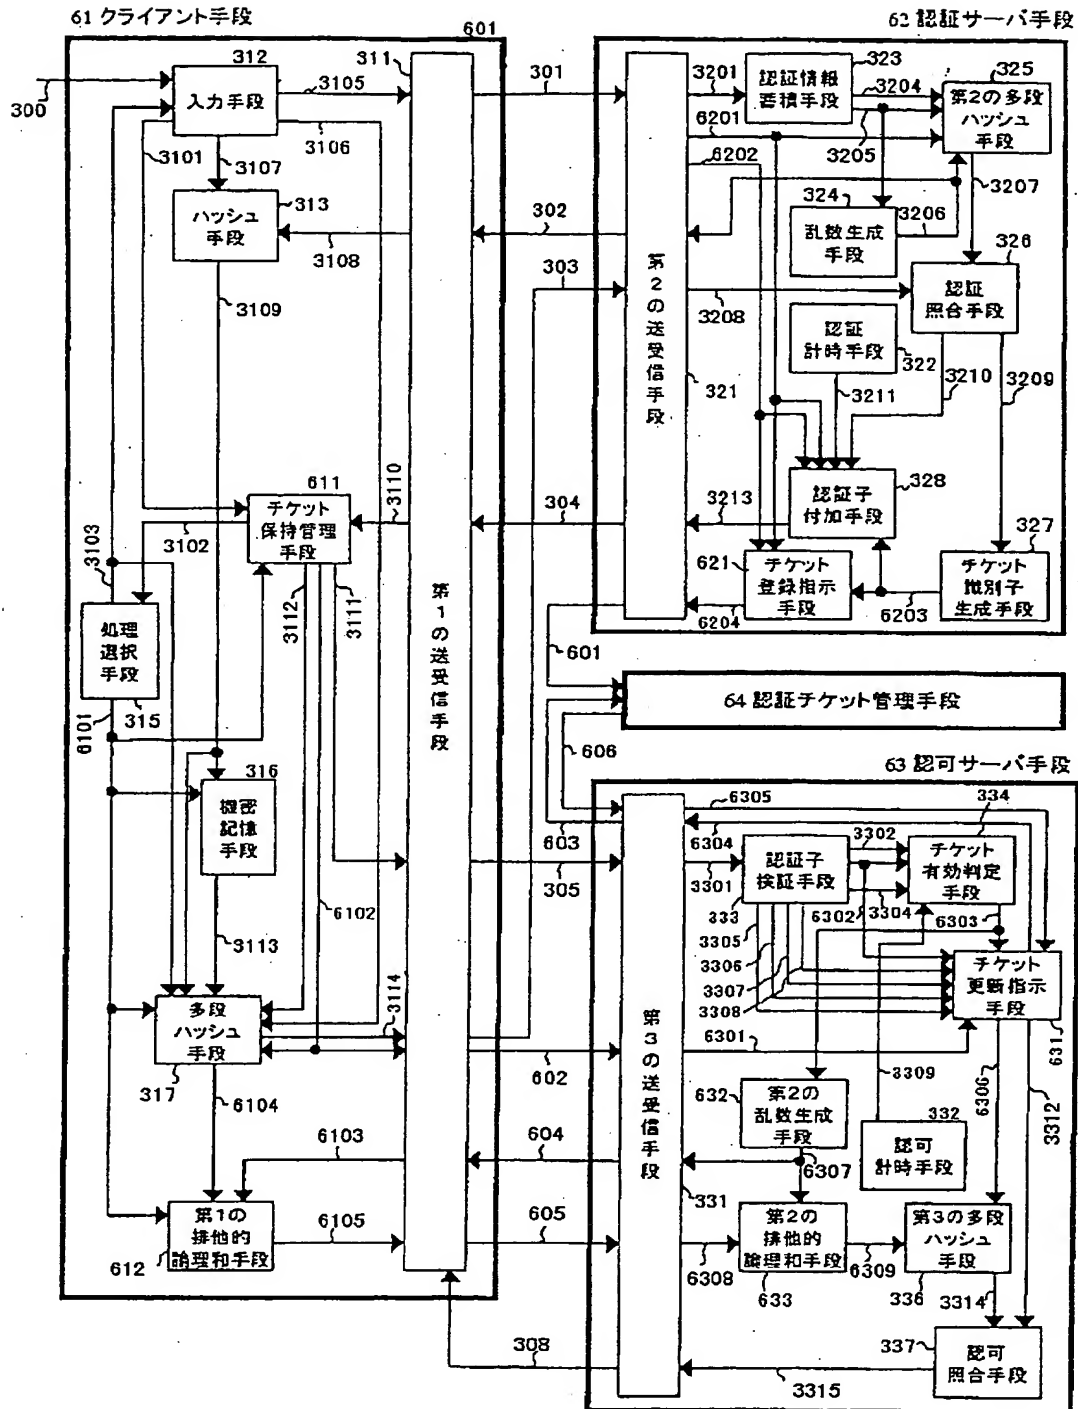 61 クライアント手段
601
300
312
入力手段
3105
3106
3101
3107
313
ハッシュ
手段
3108
3109
311
第1の送受信手段
3103
3102
611
チケット
保持管理
手段
3110
3112
3111
処理
選択
手段
315
6101
316
機密
記憶
手段
3113
6102
3114
多段
ハッシュ
手段
317
6104
6103
第1の
排他的
論理和手段
612
6105
301
302
303
304
601
606
603
305
602
604
605
308
62 認証サーバ手段
第2の送受信手段
321
3201
6201
6202
323
認証情報
蓄積手段
3204
3205
325
第2の多段
ハッシュ
手段
3207
324
3206
乱数生成
手段
326
認証
照合手段
3208
認証
計時手段
322
3211
3210
3209
認証子
付加手段
328
3213
327
チケット
識別子
生成手段
621
チケット
登録指示
手段
6203
6204
64 認証チケット管理手段
63 認可サーバ手段
第3の送受信手段
331
6305
6304
3302
334
チケット
有効判定
手段
3301
認証子
検証手段
333
6302
3304
6303
3305
3306
3307
3308
チケット
更新指示
手段
631
6301
3309
6306
3312
632
第2の
乱数生成
手段
332
認可
計時手段
6307
6308
第2の
排他的
論理和手段
633
6309
第3の多段
ハッシュ
手段
336
3314
337
認可
照合手段
3315